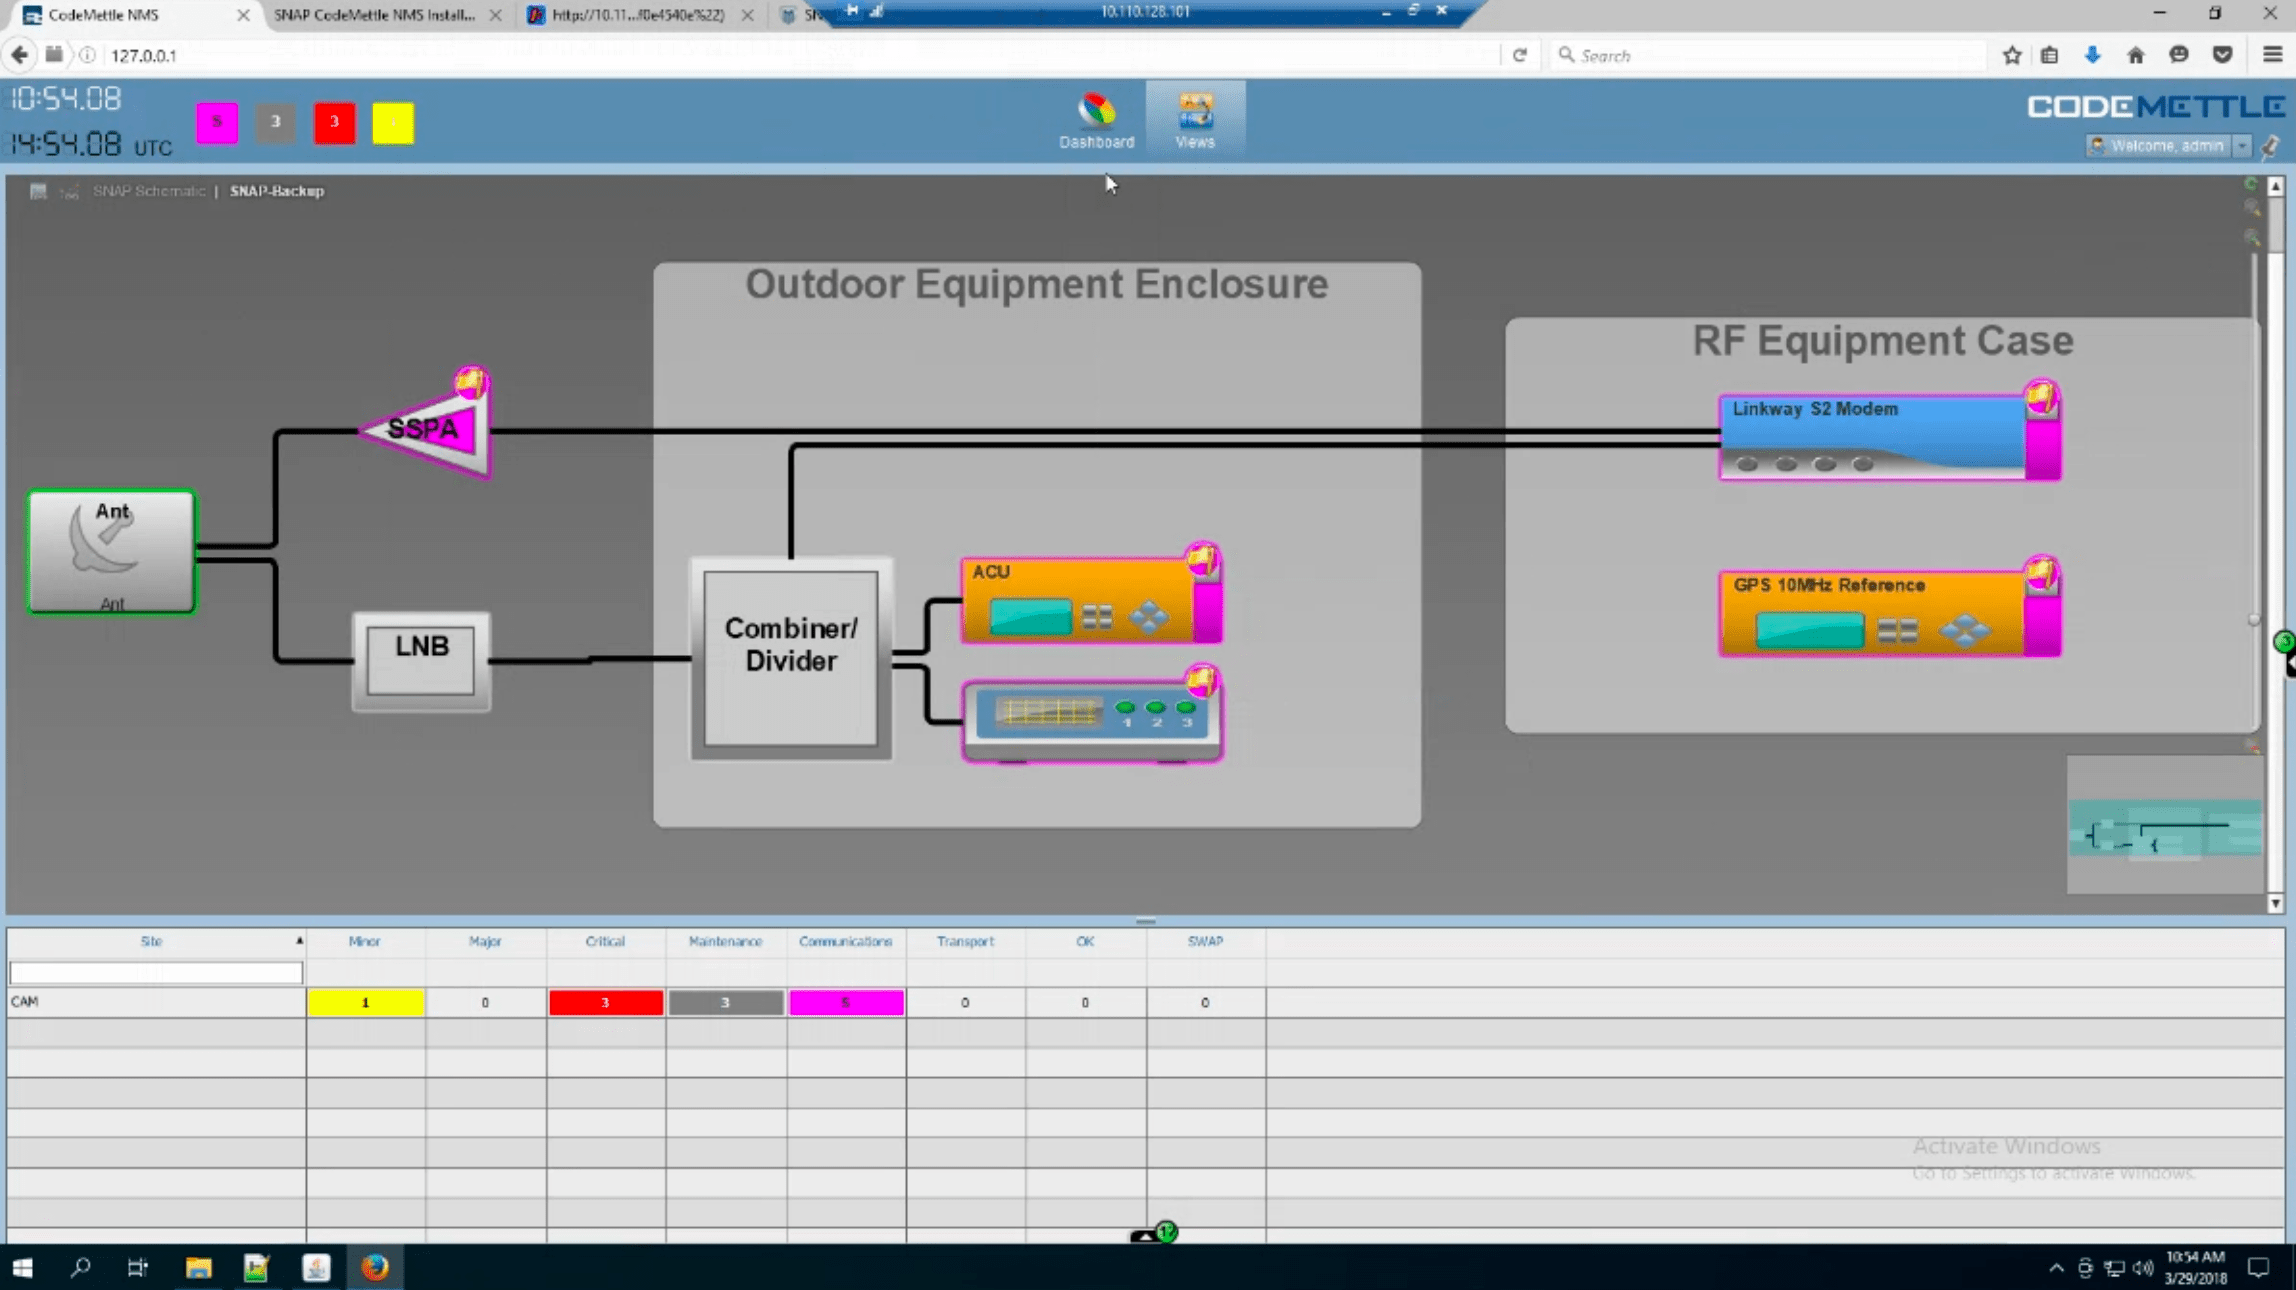 CodeMettle NMS
SNAP CodeMettle NMS Install...
http://10.11...f0e4540e%22)
10.110.128.101
127.0.0.1
Search
10:54.08
14:54.08 UTC
5
3
3
Dashboard
Views
CODEMETTLE
Welcome, admin
SNAP Schematic | SNAP-Backup
Outdoor Equipment Enclosure
RF Equipment Case
SSPA
Linkway S2 Modem
Ant
Ant
LNB
Combiner/
Divider
ACU
1 2 3
GPS 10MHz Reference
3
Site Minor Major Critical Maintenance Communications Transport OK SWAP
CAM 1 0 3 3 5 0 0 0
Activate Windows
Go to Settings to activate Windows.
10:54 AM
3/29/2018